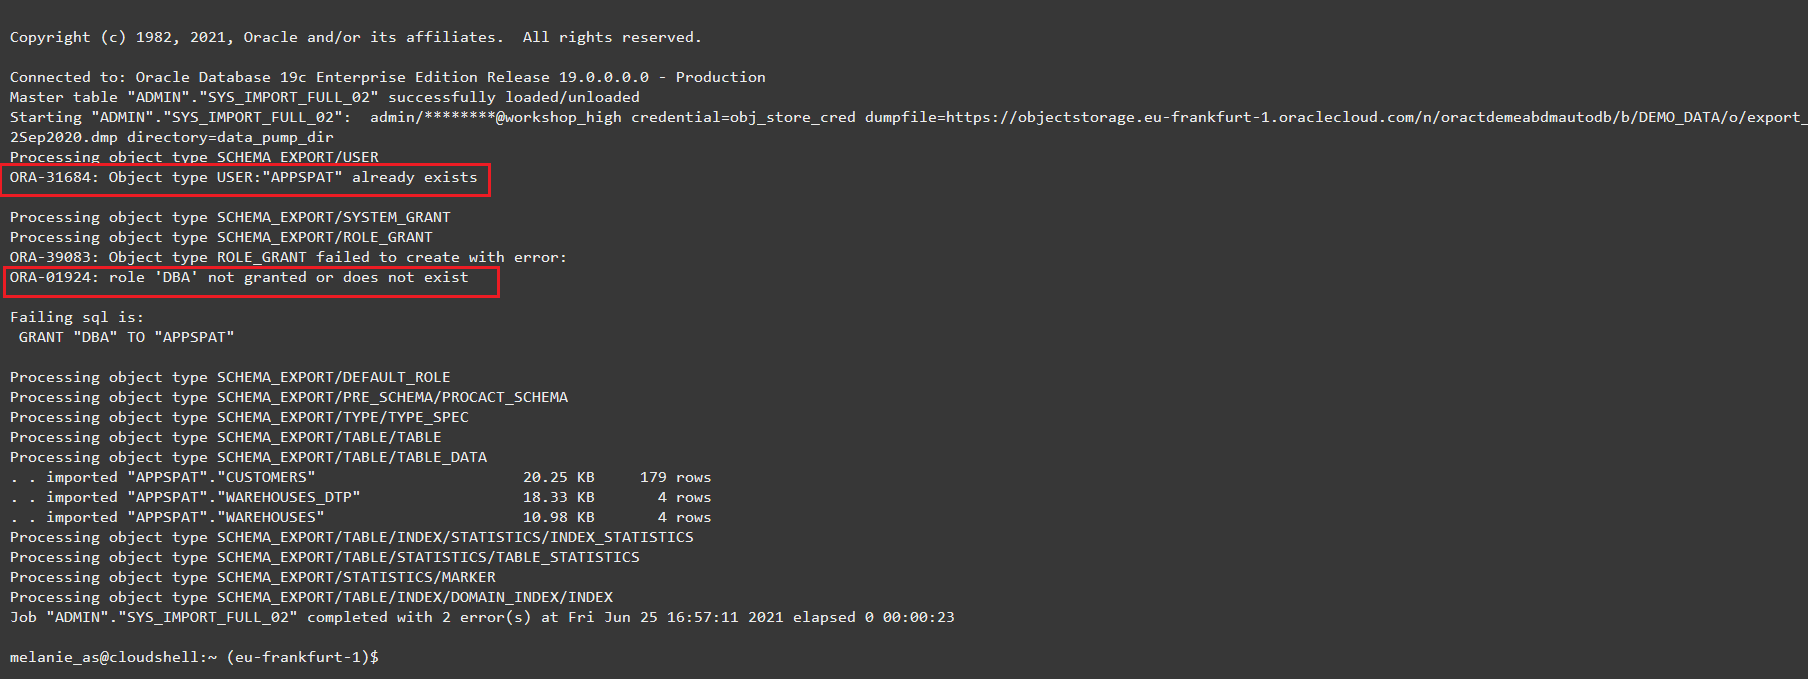 Copyright (c) 1982, 2021, Oracle and/or its affiliates.  All rights reserved.
Connected to: Oracle Database 19c Enterprise Edition Release 19.0.0.0.0 - Production
Master table "ADMIN"."SYS_IMPORT_FULL_02" successfully loaded/unloaded
Starting "ADMIN"."SYS_IMPORT_FULL_02":  admin/********@workshop_high credential=obj_store_cred dumpfile=https://objectstorage.eu-frankfurt-1.oraclecloud.com/n/oractdemeabdmautodb/b/DEMO_DATA/o/export_
2Sep2020.dmp directory=data_pump_dir
Processing object type SCHEMA_EXPORT/USER
ORA-31684: Object type USER:"APPSPAT" already exists
Processing object type SCHEMA_EXPORT/SYSTEM_GRANT
Processing object type SCHEMA_EXPORT/ROLE_GRANT
ORA-39083: Object type ROLE_GRANT failed to create with error:
ORA-01924: role 'DBA' not granted or does not exist
Failing sql is:
 GRANT "DBA" TO "APPSPAT"
Processing object type SCHEMA_EXPORT/DEFAULT_ROLE
Processing object type SCHEMA_EXPORT/PRE_SCHEMA/PROCACT_SCHEMA
Processing object type SCHEMA_EXPORT/TYPE/TYPE_SPEC
Processing object type SCHEMA_EXPORT/TABLE/TABLE
Processing object type SCHEMA_EXPORT/TABLE/TABLE_DATA
. . imported "APPSPAT"."CUSTOMERS"                       20.25 KB     179 rows
. . imported "APPSPAT"."WAREHOUSES_DTP"                  18.33 KB       4 rows
. . imported "APPSPAT"."WAREHOUSES"                      10.98 KB       4 rows
Processing object type SCHEMA_EXPORT/TABLE/INDEX/STATISTICS/INDEX_STATISTICS
Processing object type SCHEMA_EXPORT/TABLE/STATISTICS/TABLE_STATISTICS
Processing object type SCHEMA_EXPORT/STATISTICS/MARKER
Processing object type SCHEMA_EXPORT/TABLE/INDEX/DOMAIN_INDEX/INDEX
Job "ADMIN"."SYS_IMPORT_FULL_02" completed with 2 error(s) at Fri Jun 25 16:57:11 2021 elapsed 0 00:00:23
melanie_as@cloudshell:~ (eu-frankfurt-1)$